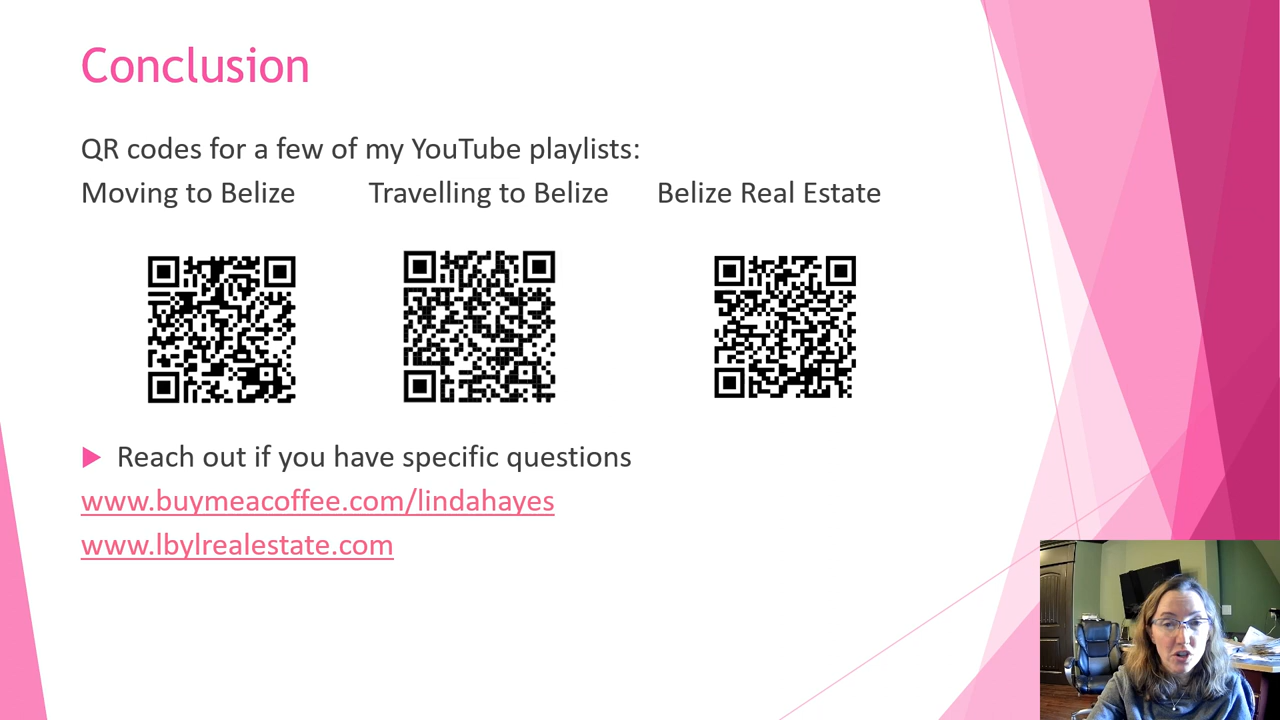 Conclusion
QR codes for a few of my YouTube playlists:
Moving to Belize Travelling to Belize Belize Real Estate
Reach out if you have specific questions
www.buymeacoffee.com/lindahayes
www.lbylrealestate.com